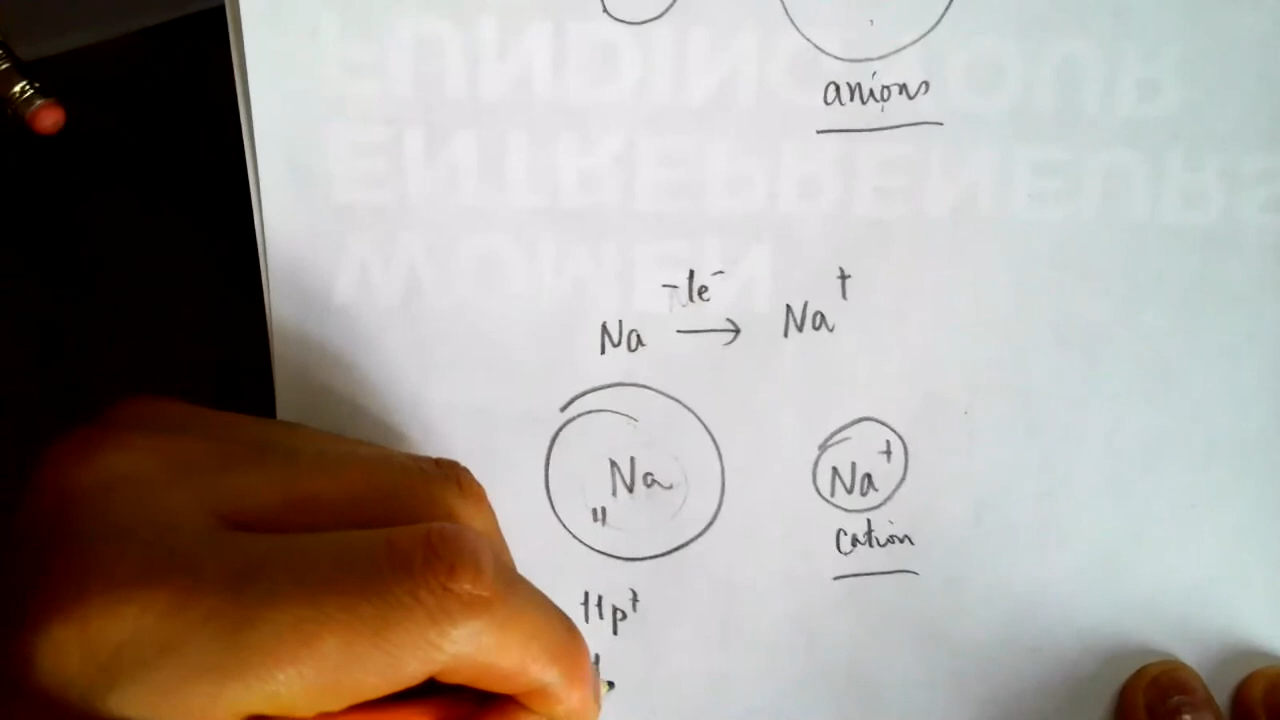 anions
-1e⁻
Na → Na⁺
Na
11
Na⁺
cation
11p⁺